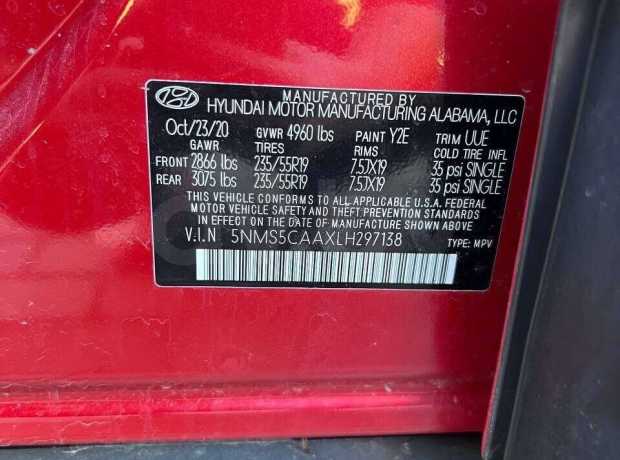 MANUFACTURED BY
HYUNDAI MOTOR MANUFACTURING ALABAMA, LLC
Oct/23/20 GVWR 4960 lbs PAINT Y2E TRIM UUE
GAWR TIRES RIMS COLD TIRE INFL
FRONT 2866 lbs 235/55R19 7.5JX19 35 psi SINGLE
REAR 3075 lbs 235/55R19 7.5JX19 35 psi SINGLE
THIS VEHICLE CONFORMS TO ALL APPLICABLE U.S.A. FEDERAL
MOTOR VEHICLE SAFETY, BUMPER, AND THEFT PREVENTION STANDARDS
IN EFFECT ON THE DATE OF MANUFACTURE SHOWN ABOVE.
V.I.N 5NMS5CAAXLH297138 TYPE: MPV